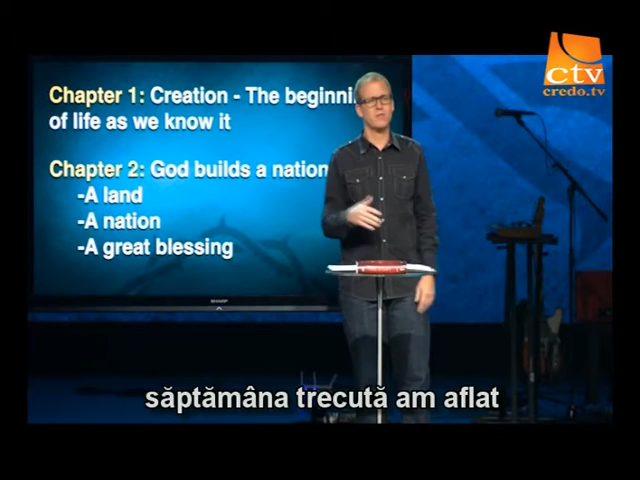 ctv
credo.tv
Chapter 1: Creation - The beginni
of life as we know it
Chapter 2: God builds a nation
-A land
-A nation
-A great blessing
SHARP
săptămâna trecută am aflat